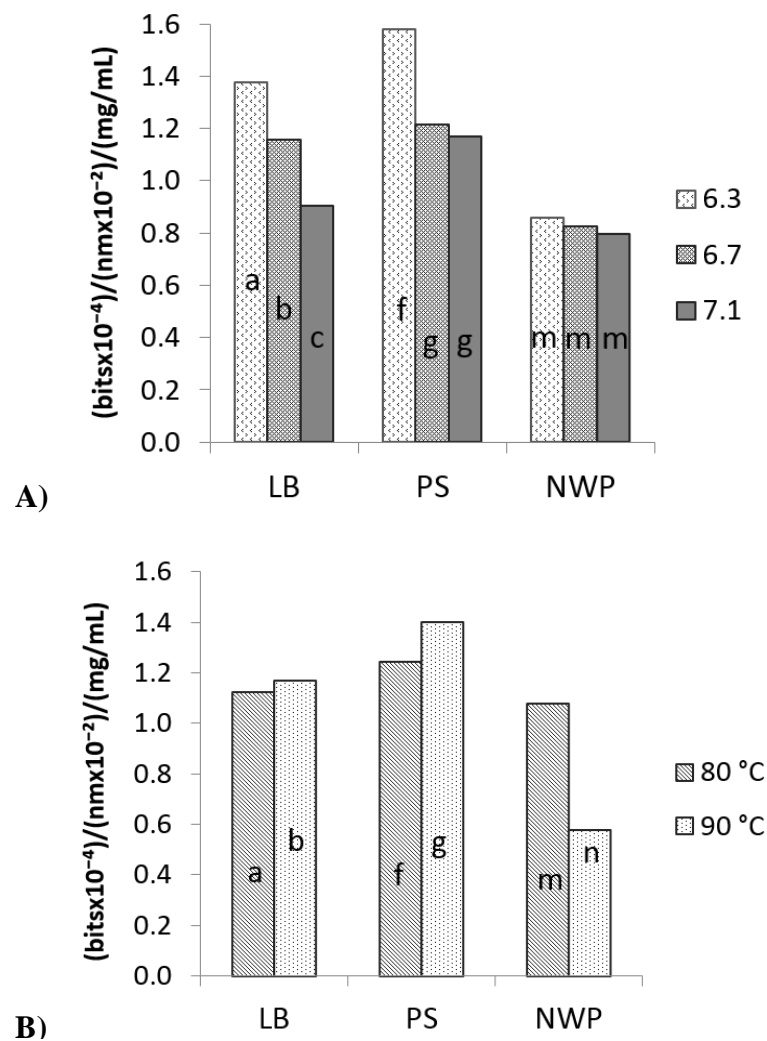 (bitsx10⁻⁴)/(nmx10⁻²)/(mg/mL)
1.6
1.4
1.2
1.0
0.8
0.6
0.4
0.2
0.0
a b c f g g m m m
LB PS NWP
6.3
6.7
7.1
A)
(bitsx10⁻⁴)/(nmx10⁻²)/(mg/mL)
1.6
1.4
1.2
1.0
0.8
0.6
0.4
0.2
0.0
a b f g m n
LB PS NWP
80 °C
90 °C
B)